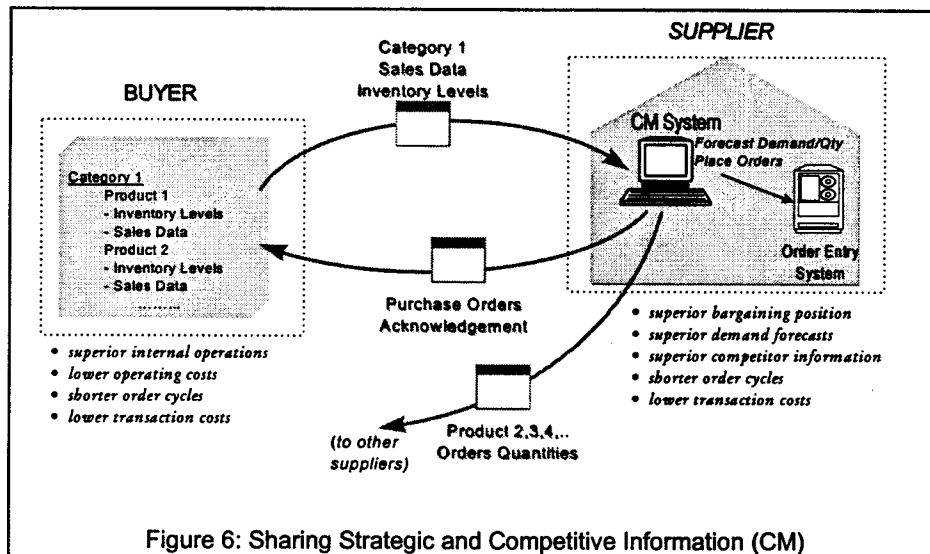 SUPPLIER
Category 1
Sales Data
Inventory Levels
BUYER
CM System
Forecast Demand/Qty
Place Orders
Category 1
Product 1
- Inventory Levels
- Sales Data
Product 2
- Inventory Levels
- Sales Data
..........
Order Entry
System
Purchase Orders
Acknowledgement
• superior internal operations
• lower operating costs
• shorter order cycles
• lower transaction costs
• superior bargaining position
• superior demand forecasts
• superior competitor information
• shorter order cycles
• lower transaction costs
(to other
suppliers)
Product 2,3,4,..
Orders Quantities
Figure 6: Sharing Strategic and Competitive Information (CM)